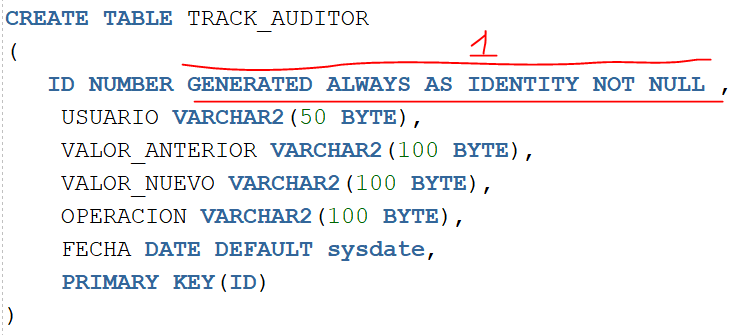 CREATE TABLE TRACK_AUDITOR
(
1
ID NUMBER GENERATED ALWAYS AS IDENTITY NOT NULL ,
USUARIO VARCHAR2(50 BYTE),
VALOR_ANTERIOR VARCHAR2(100 BYTE),
VALOR_NUEVO VARCHAR2(100 BYTE),
OPERACION VARCHAR2(100 BYTE),
FECHA DATE DEFAULT sysdate,
PRIMARY KEY(ID)
)